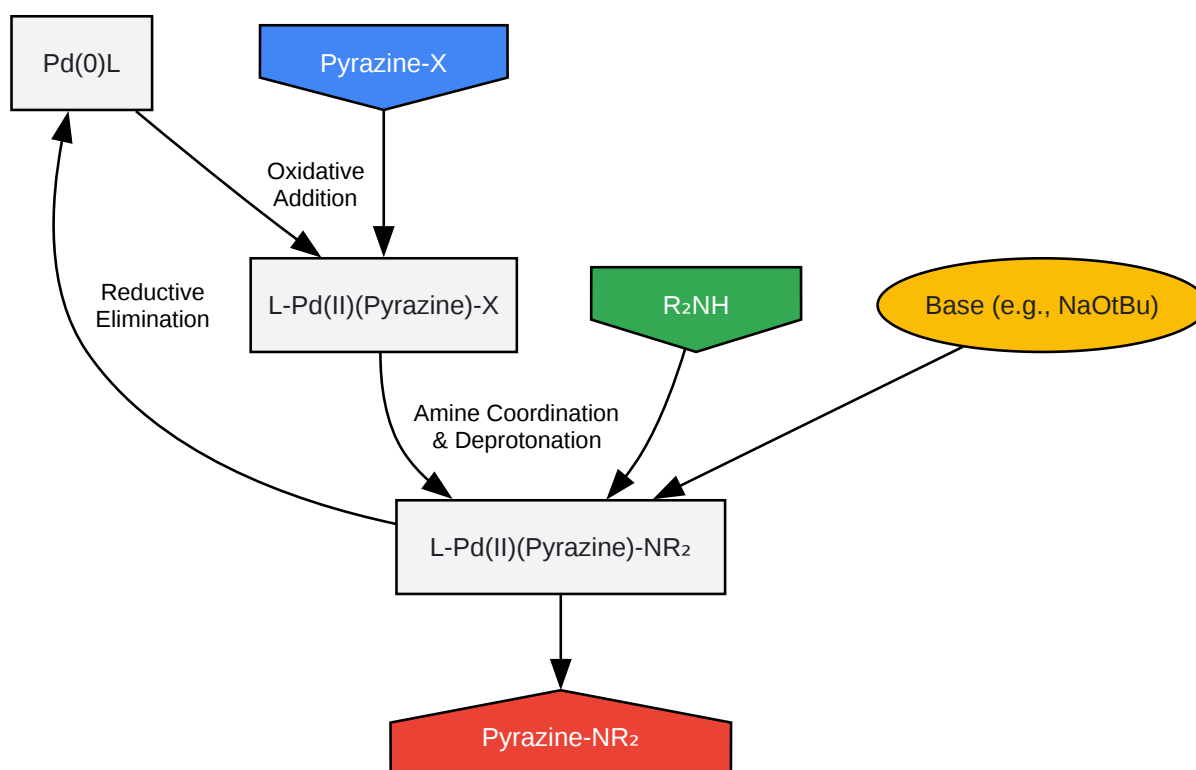 Pd(0)L
Pyrazine-X
Oxidative
Addition
Reductive
Elimination
L-Pd(II)(Pyrazine)-X
R₂NH
Base (e.g., NaOtBu)
Amine Coordination
& Deprotonation
L-Pd(II)(Pyrazine)-NR₂
Pyrazine-NR₂